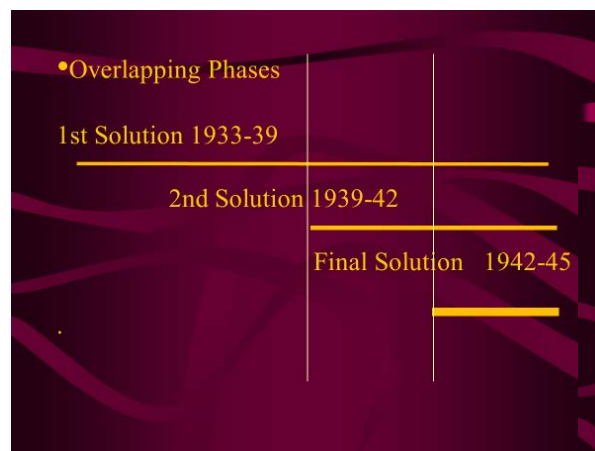 •Overlapping Phases
1st Solution 1933-39
2nd Solution 1939-42
Final Solution 1942-45
.